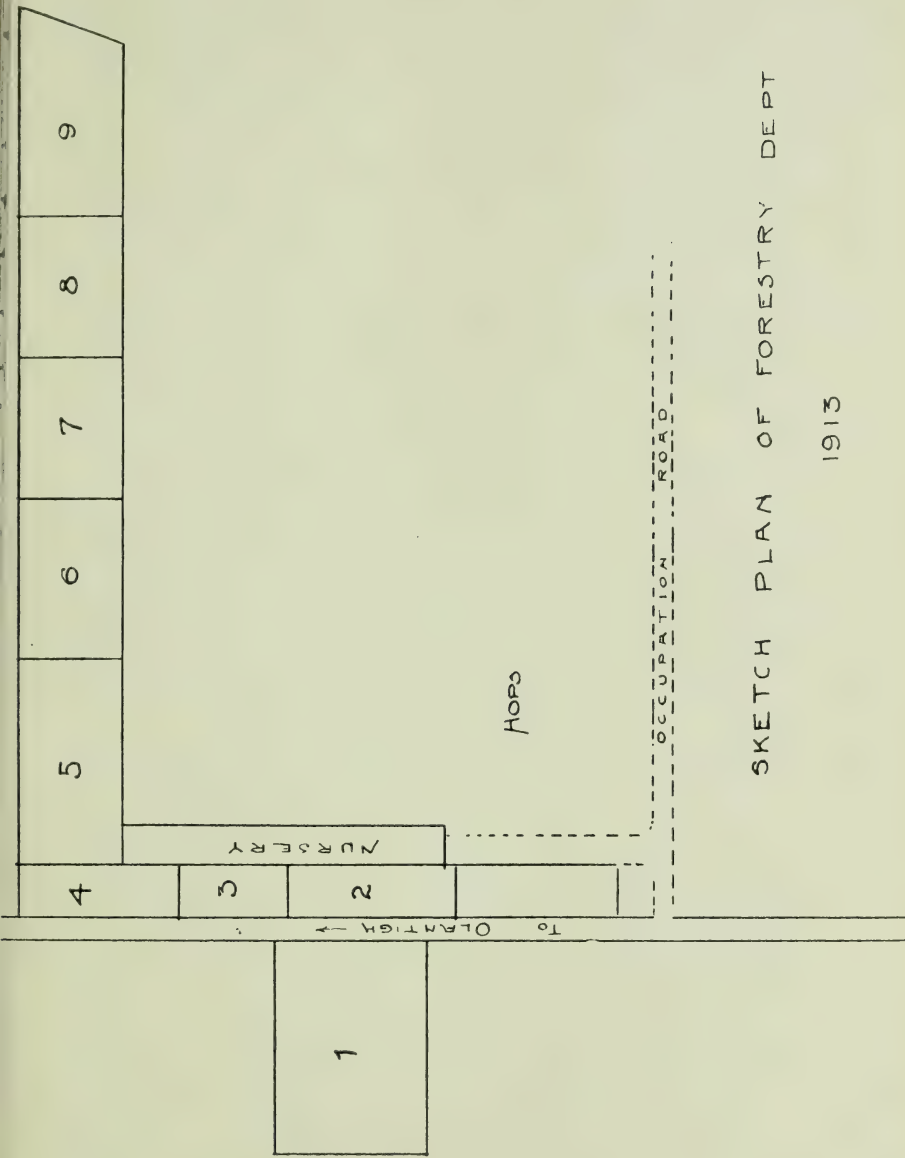 1
2
3
4
5
6
7
8
9
NURSERY
TO OLANTIGH →
HOPS
OCCUPATION ROAD
SKETCH PLAN OF FORESTRY DEPT
1913